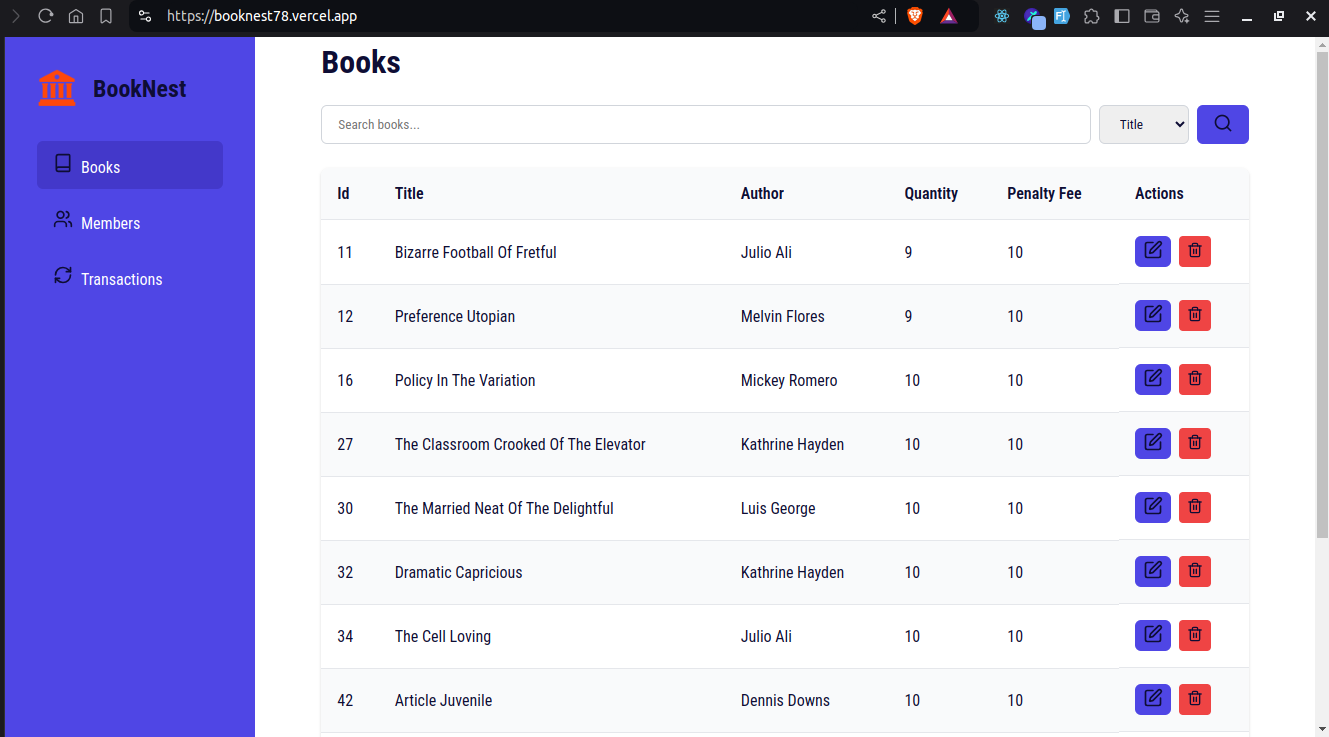 https://booknest78.vercel.app
BookNest
Books
Members
Transactions
Books
Search books... Title
Id Title Author Quantity Penalty Fee Actions
11 Bizarre Football Of Fretful Julio Ali 9 10
12 Preference Utopian Melvin Flores 9 10
16 Policy In The Variation Mickey Romero 10 10
27 The Classroom Crooked Of The Elevator Kathrine Hayden 10 10
30 The Married Neat Of The Delightful Luis George 10 10
32 Dramatic Capricious Kathrine Hayden 10 10
34 The Cell Loving Julio Ali 10 10
42 Article Juvenile Dennis Downs 10 10